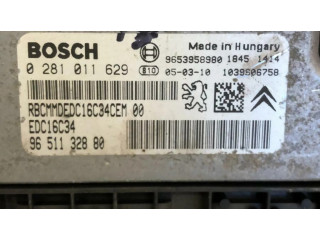 BOSCH
Made in Hungary
0 281 011 629
E10
9653958980 1845 1414
05-03-10 1039S06758
RBCMMDEDC16C34CEM 00
EDC16C34
96 511 328 80